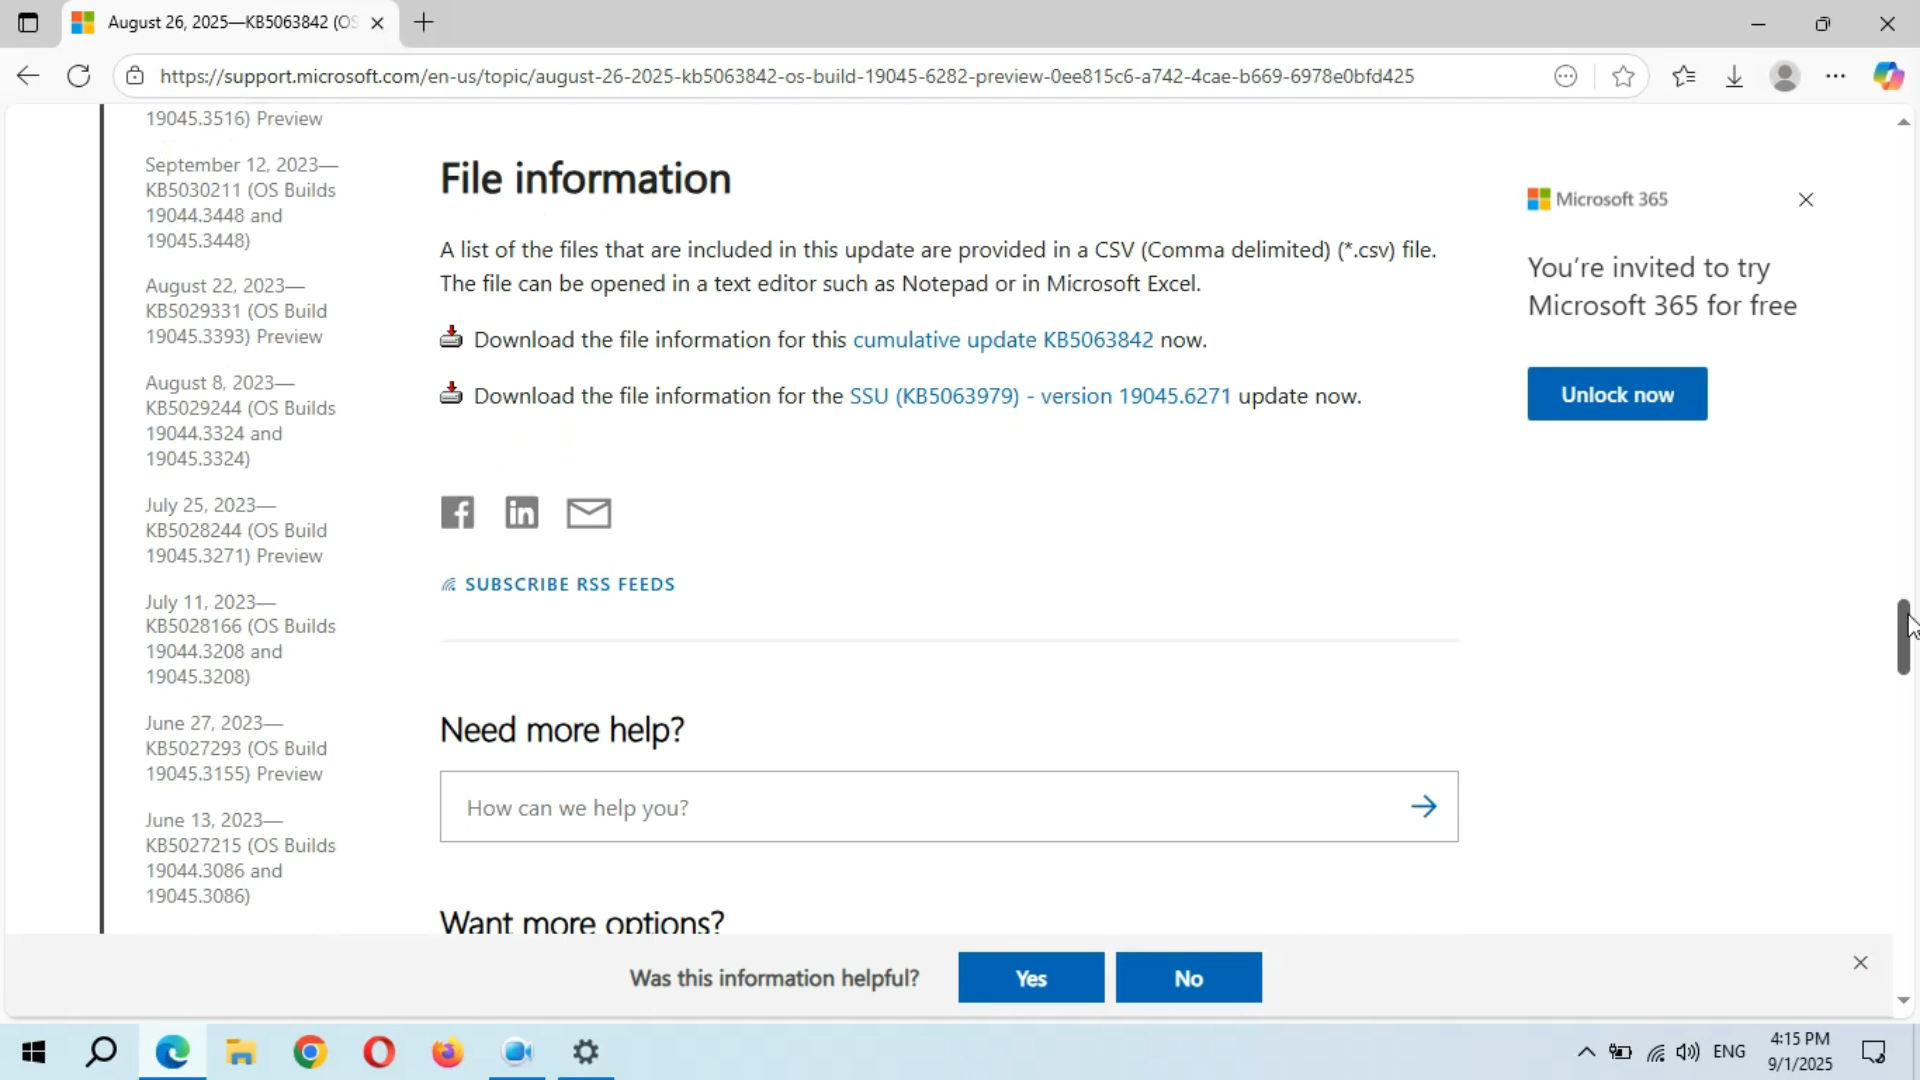 August 26, 2025—KB5063842 (OS
https://support.microsoft.com/en-us/topic/august-26-2025-kb5063842-os-build-19045-6282-preview-0ee815c6-a742-4cae-b669-6978e0bfd425
19045.3516) Preview
September 12, 2023—
KB5030211 (OS Builds
19044.3448 and
19045.3448)
August 22, 2023—
KB5029331 (OS Build
19045.3393) Preview
August 8, 2023—
KB5029244 (OS Builds
19044.3324 and
19045.3324)
July 25, 2023—
KB5028244 (OS Build
19045.3271) Preview
July 11, 2023—
KB5028166 (OS Builds
19044.3208 and
19045.3208)
June 27, 2023—
KB5027293 (OS Build
19045.3155) Preview
June 13, 2023—
KB5027215 (OS Builds
19044.3086 and
19045.3086)
File information
A list of the files that are included in this update are provided in a CSV (Comma delimited) (*.csv) file.
The file can be opened in a text editor such as Notepad or in Microsoft Excel.
Download the file information for this cumulative update KB5063842 now.
Download the file information for the SSU (KB5063979) - version 19045.6271 update now.
SUBSCRIBE RSS FEEDS
Need more help?
How can we help you?
Want more options?
Microsoft 365
You're invited to try
Microsoft 365 for free
Unlock now
Was this information helpful?
Yes
No
ENG
4:15 PM
9/1/2025